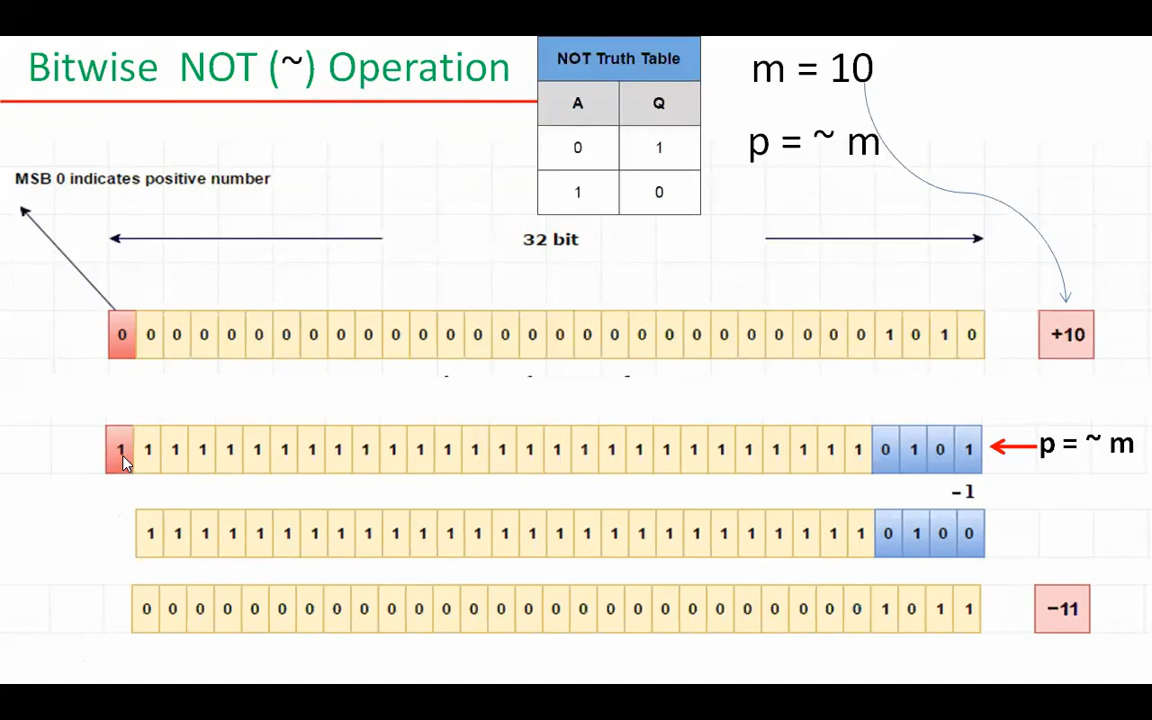 Bitwise NOT (~) Operation
NOT Truth Table
A Q
0 1
1 0
m = 10
p = ~ m
MSB 0 indicates positive number
32 bit
0 0 0 0 0 0 0 0 0 0 0 0 0 0 0 0 0 0 0 0 0 0 0 0 0 0 0 0 1 0 1 0 +10
1 1 1 1 1 1 1 1 1 1 1 1 1 1 1 1 1 1 1 1 1 1 1 1 1 1 1 1 0 1 0 1 p = ~ m
-1
1 1 1 1 1 1 1 1 1 1 1 1 1 1 1 1 1 1 1 1 1 1 1 1 1 1 1 0 1 0 0
0 0 0 0 0 0 0 0 0 0 0 0 0 0 0 0 0 0 0 0 0 0 0 0 0 0 0 1 0 1 1 −11